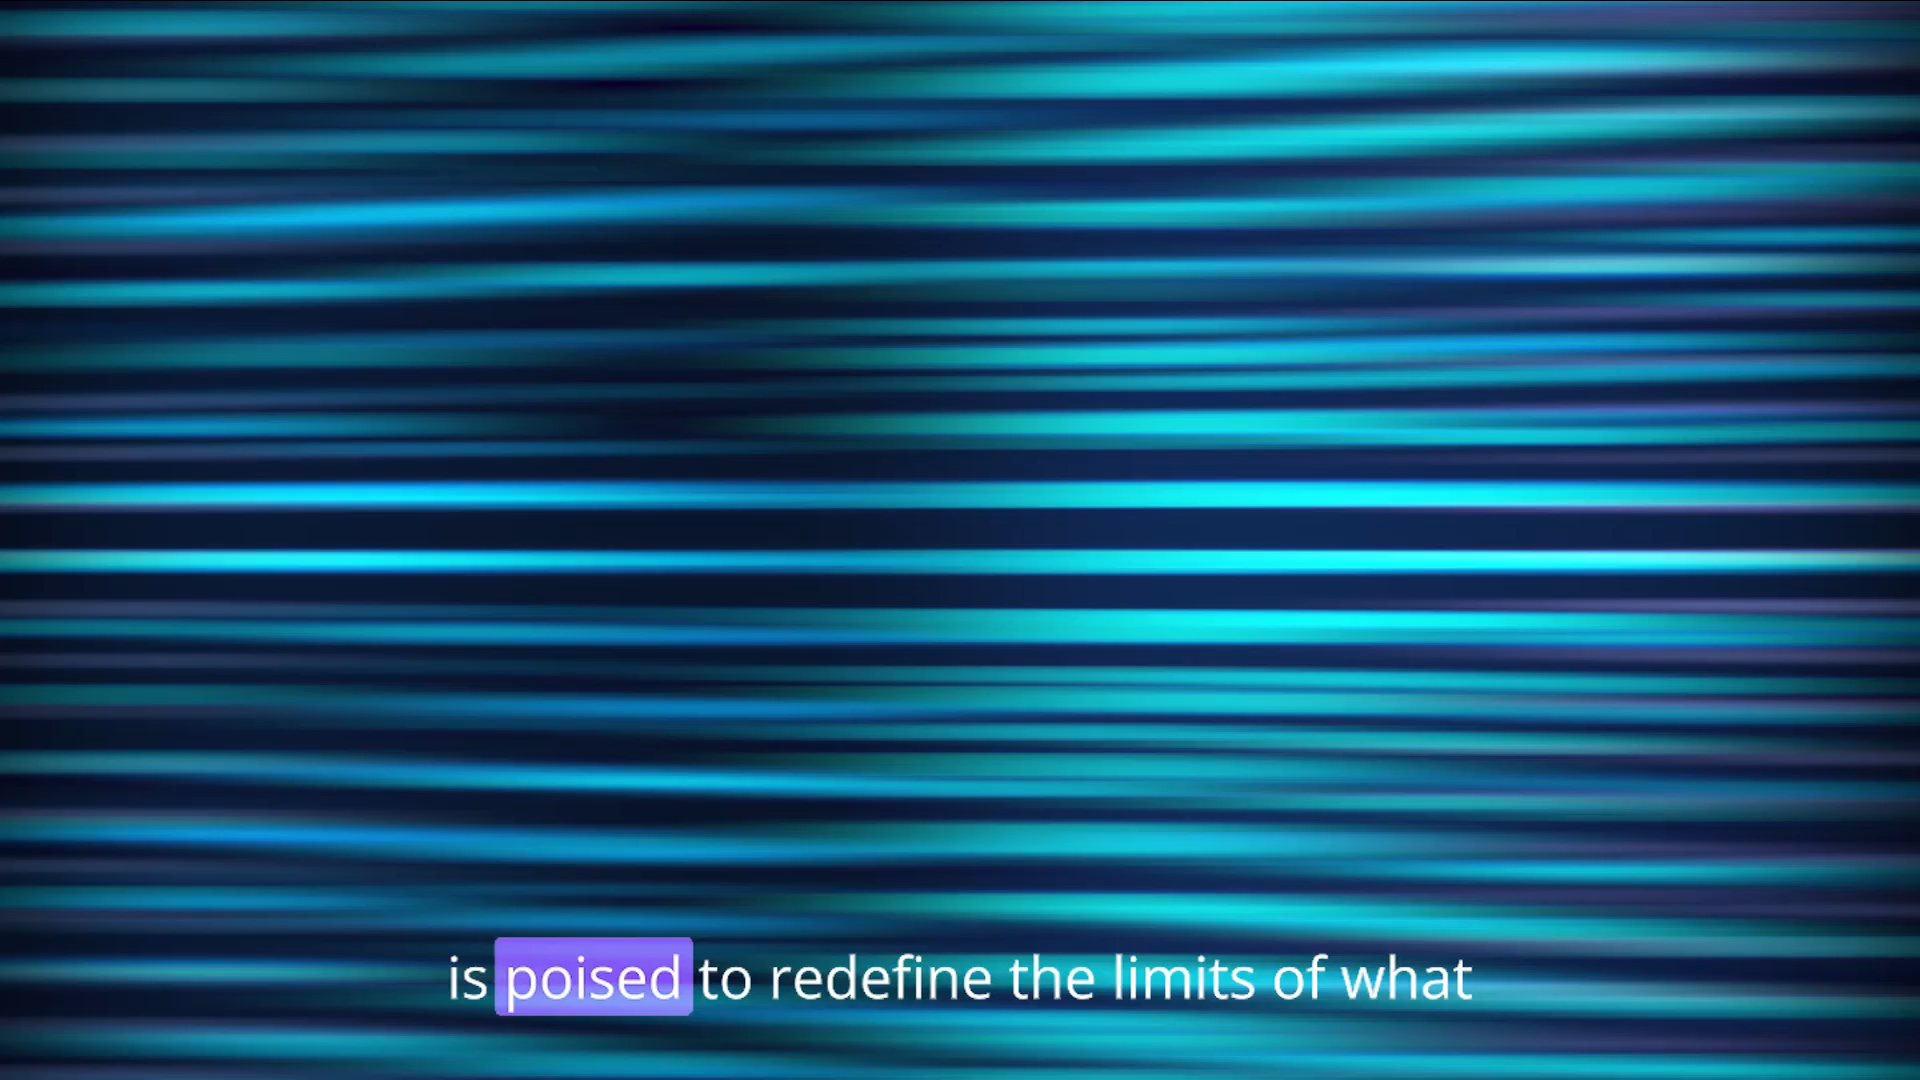 is poised to redefine the limits of what